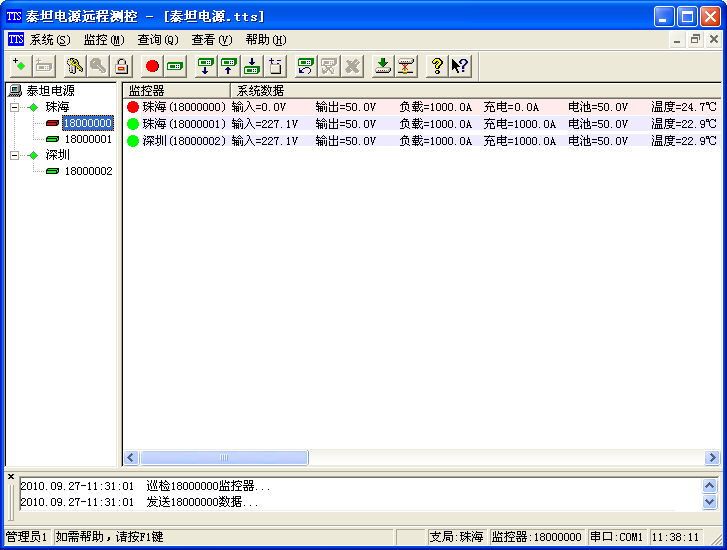 TTS 泰坦电源远程测控 - [泰坦电源.tts]
TTS 系统(S) 监控(M) 查询(Q) 查看(V) 帮助(H)
泰坦电源
珠海
18000000
18000001
深圳
18000002
监控器 系统数据
珠海(18000000) 输入=0.0V 输出=50.0V 负载=1000.0A 充电=0.0A 电池=50.0V 温度=24.7℃
珠海(18000001) 输入=227.1V 输出=50.0V 负载=1000.0A 充电=1000.0A 电池=50.0V 温度=22.9℃
深圳(18000002) 输入=227.1V 输出=50.0V 负载=1000.0A 充电=1000.0A 电池=50.0V 温度=22.9℃
2010.09.27-11:31:01 巡检18000000监控器...
2010.09.27-11:31:01 发送18000000数据...
管理员1 如需帮助，请按F1键 支局:珠海 监控器:18000000 串口:COM1 11:38:11